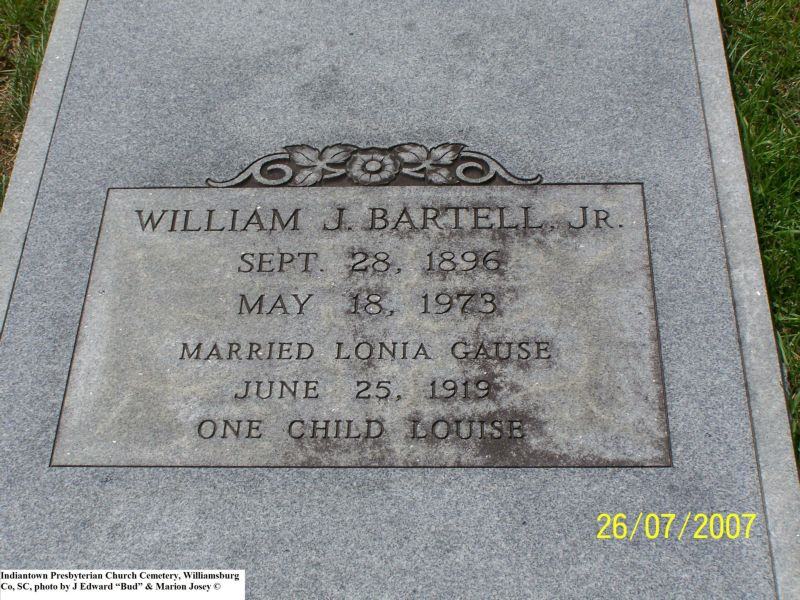 WILLIAM J. BARTELL, JR.
SEPT. 28, 1896
MAY 18, 1973
MARRIED LONIA GAUSE
JUNE 25, 1919
ONE CHILD LOUISE
26/07/2007
Indiantown Presbyterian Church Cemetery, Williamsburg
Co, SC, photo by J Edward “Bud” & Marion Josey ©